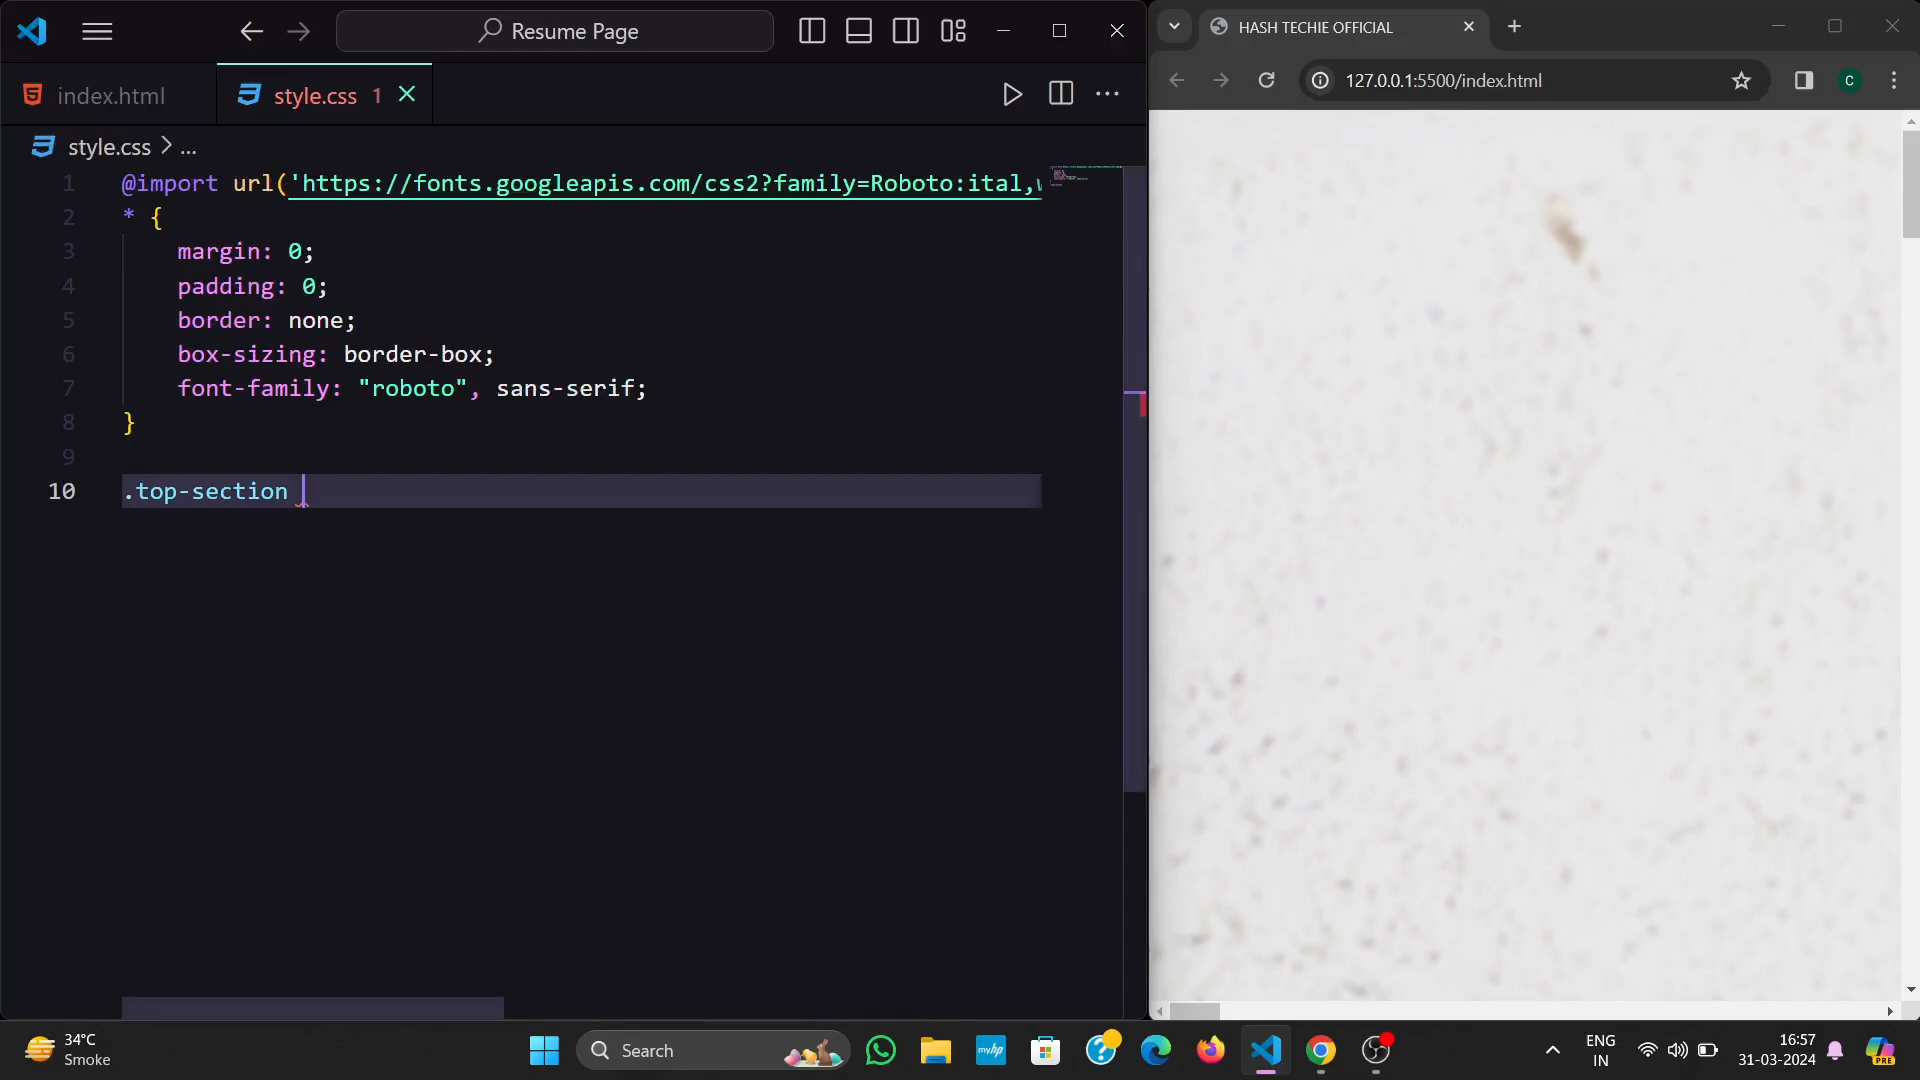 Resume Page
HASH TECHIE OFFICIAL
127.0.0.1:5500/index.html
C
index.html
style.css 1
style.css > ...
1 @import url('https://fonts.googleapis.com/css2?family=Roboto:ital,w
2 * {
3 margin: 0;
4 padding: 0;
5 border: none;
6 box-sizing: border-box;
7 font-family: "roboto", sans-serif;
8 }
9
10 .top-section
34°C
Smoke
Search
myhp
ENG
IN
16:57
31-03-2024
PRE